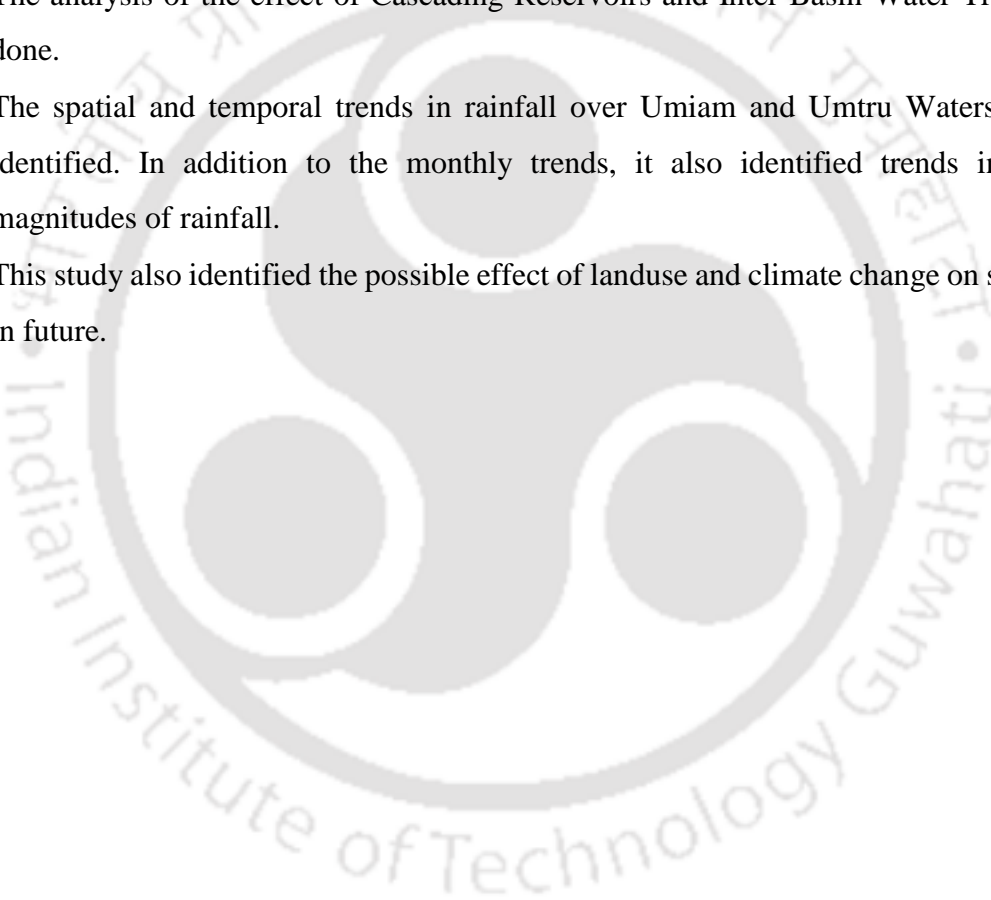 The analysis of the effect of Cascading Reservoirs and Inter Basin Water
done.
The spatial and temporal trends in rainfall over Umiam and Umtru
identified. In addition to the monthly trends, it also identified trends
magnitudes of rainfall.
This study also identified the possible effect of landuse and climate change on
in future.
Indian Institute of Technology Guwahati